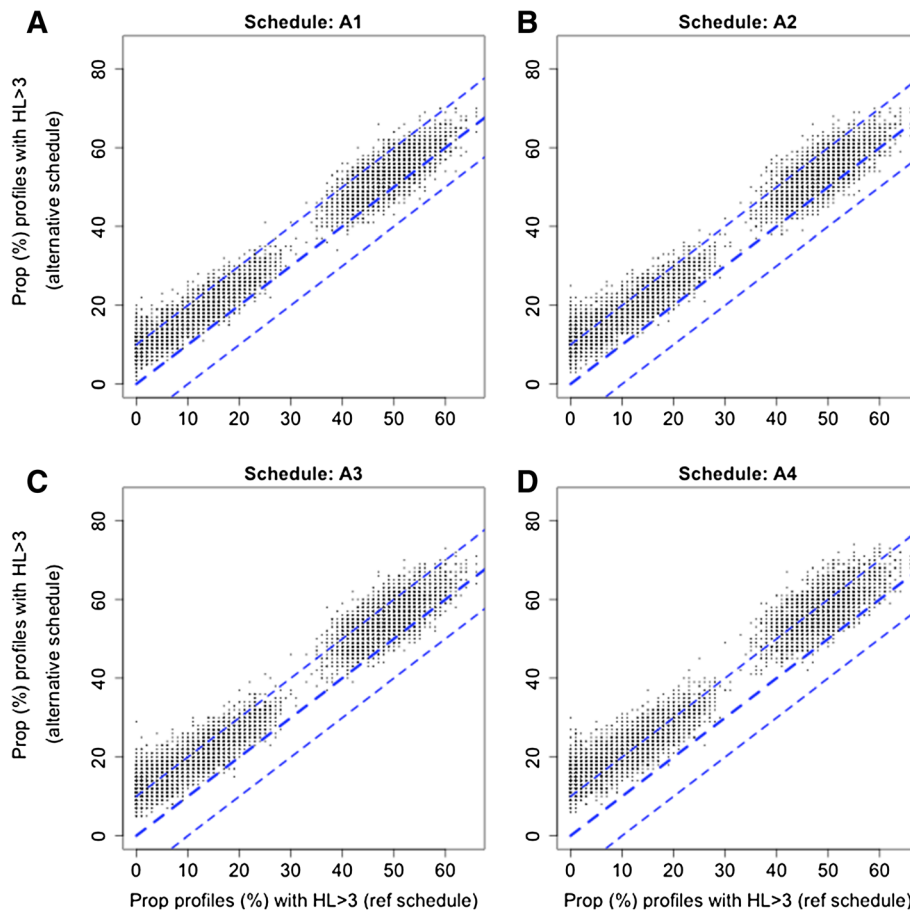 A
Schedule: A1
B
Schedule: A2
Prop (%) profiles with HL>3
(alternative schedule)
80
60
40
20
0
0 10 20 30 40 50 60
80
60
40
20
0
0 10 20 30 40 50 60
C
Schedule: A3
D
Schedule: A4
Prop (%) profiles with HL>3
(alternative schedule)
80
60
40
20
0
0 10 20 30 40 50 60
80
60
40
20
0
0 10 20 30 40 50 60
Prop profiles (%) with HL>3 (ref schedule)
Prop (%) profiles with HL>3 (ref schedule)